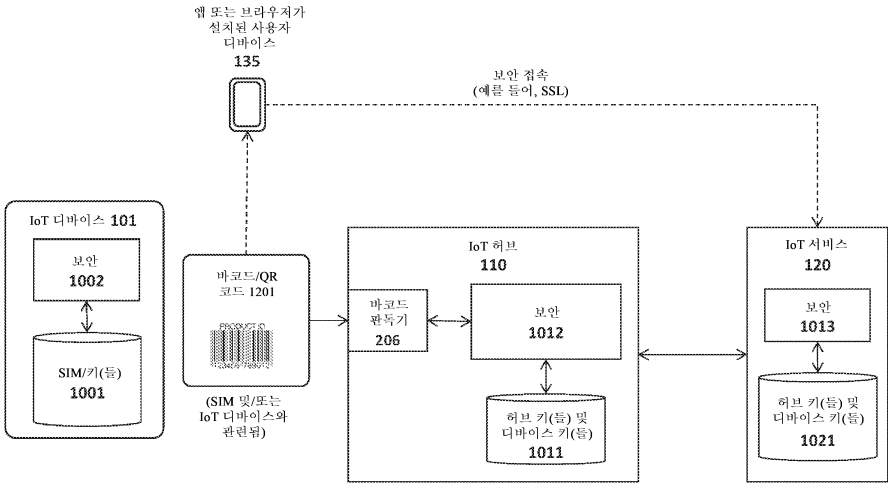 앱 또는 브라우저가
설치된 사용자
디바이스
135
보안 접속
(예를 들어, SSL)
IoT 디바이스 101
보안
1002
SIM/키(들)
1001
바코드/QR
코드 1201
PRODUCT ID
(SIM 및/또는
IoT 디바이스와
관련됨)
IoT 허브
110
바코드
판독기
206
보안
1012
허브 키(들) 및
디바이스 키(들)
1011
IoT 서비스
120
보안
1013
허브 키(들) 및
디바이스 키(들)
1021